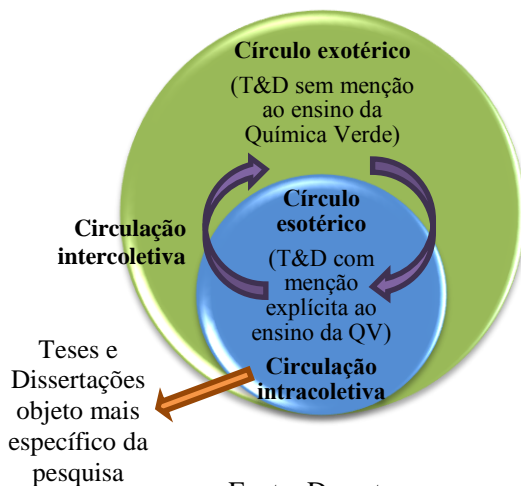 Círculo exotérico
(T&D sem menção
ao ensino da
Química Verde)
Círculo
esotérico
Circulação
intercoletiva
(T&D com
menção
explícita ao
ensino da QV)
Circulação
intracoletiva
Teses e
Dissertações
objeto mais
específico da
pesquisa